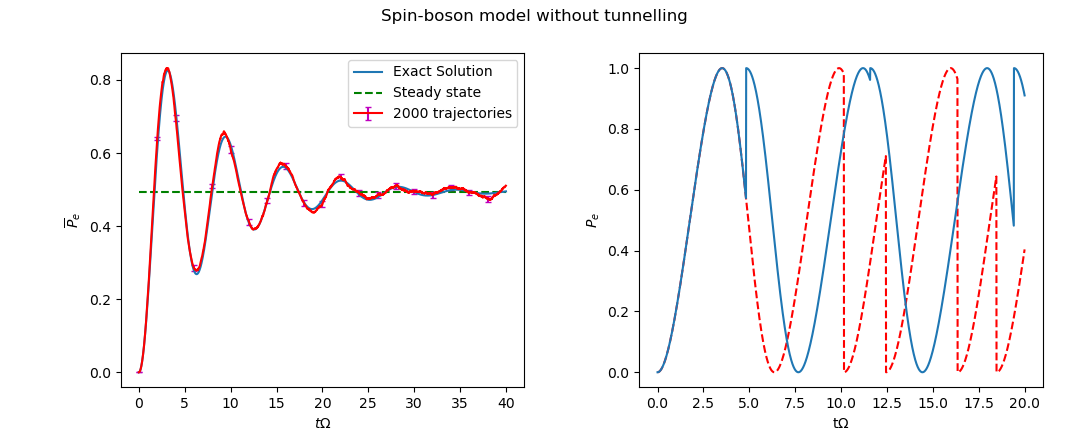 Spin-boson model without tunnelling
Exact Solution
Steady state
2000 trajectories
P̅ₑ
0.8
0.6
0.4
0.2
0.0
0 5 10 15 20 25 30 35 40
tΩ
Pₑ
1.0
0.8
0.6
0.4
0.2
0.0
0.0 2.5 5.0 7.5 10.0 12.5 15.0 17.5 20.0
tΩ